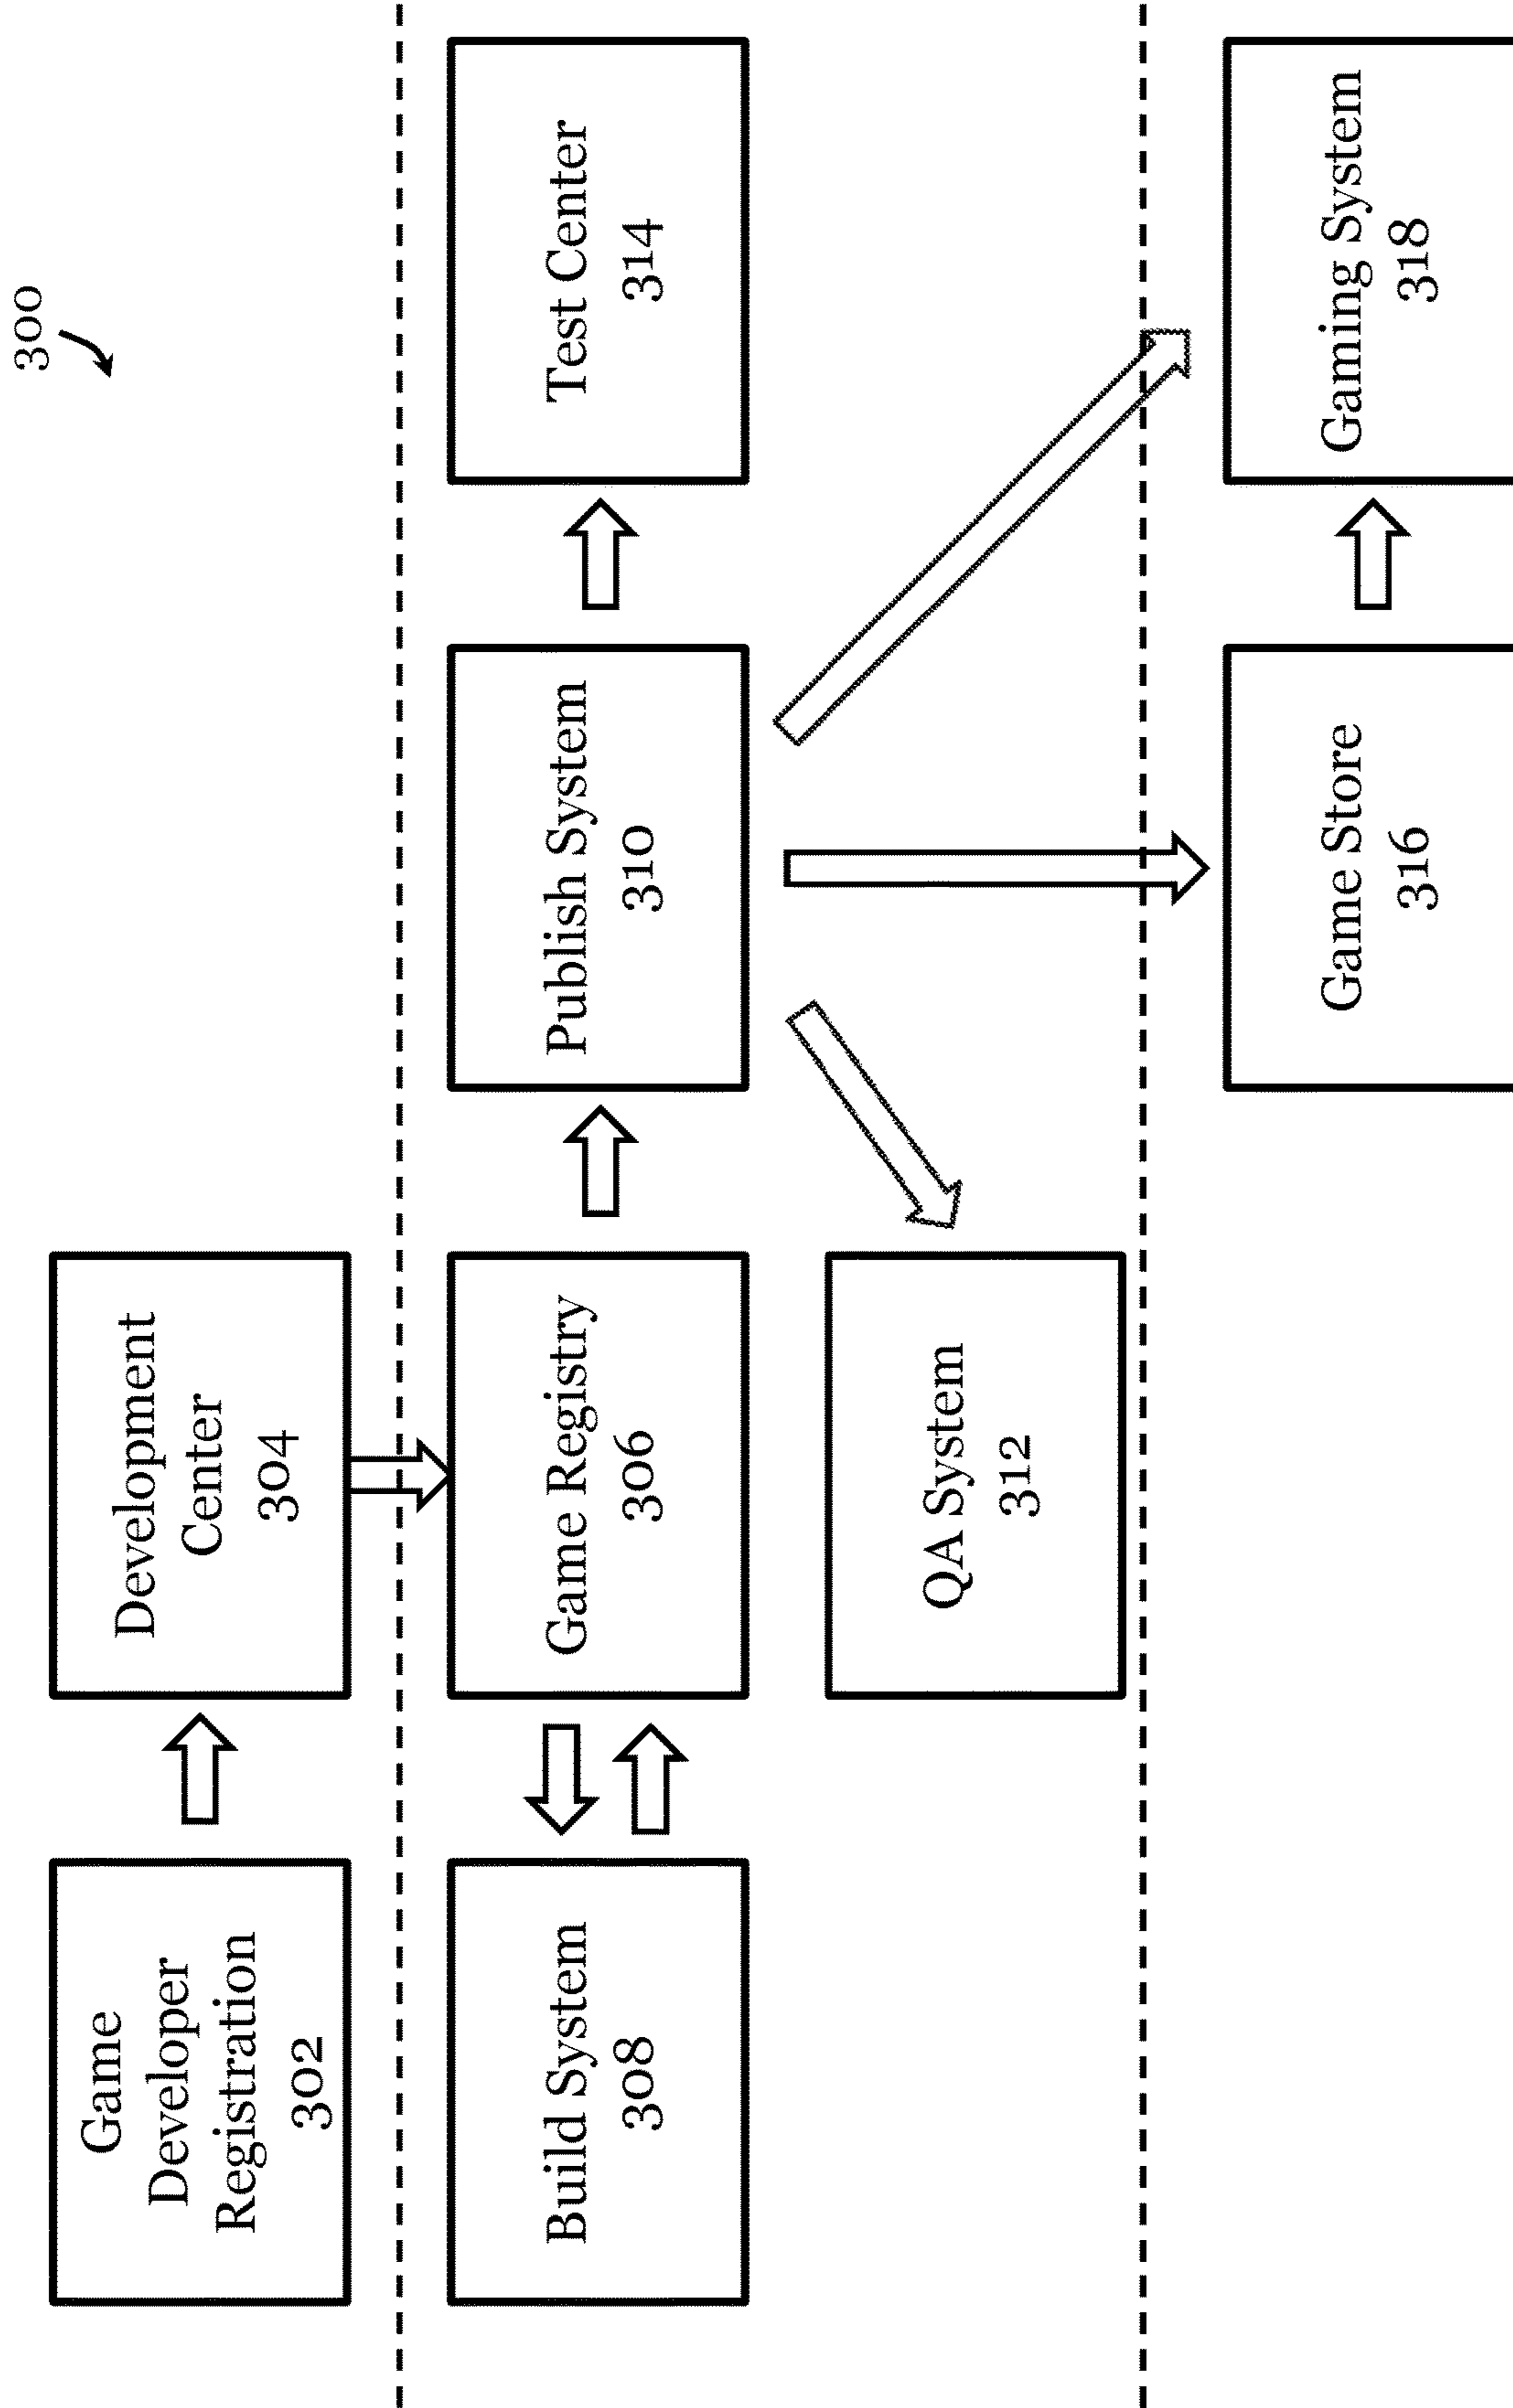 300
Game
Developer
Registration
302
Development
Center
304
Build System
308
Game Registry
306
Publish System
310
Test Center
314
QA System
312
Game Store
316
Gaming System
318